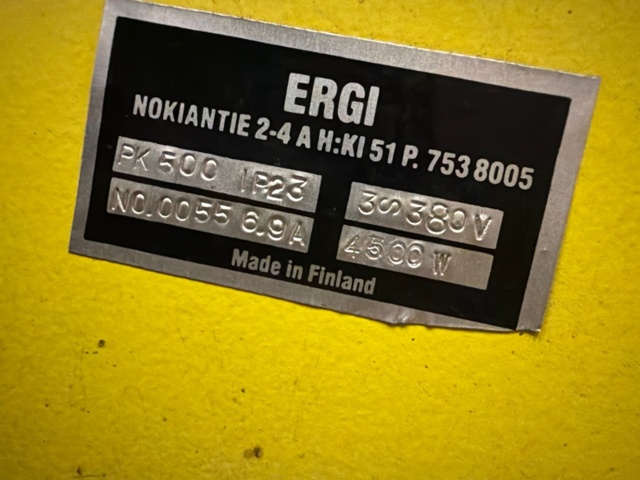 ERGI
NOKIANTIE 2-4 A H:KI 51 P. 753 8005
PK 500 IP23 3~380V
NO.0055 6.9A 4500 W
Made in Finland